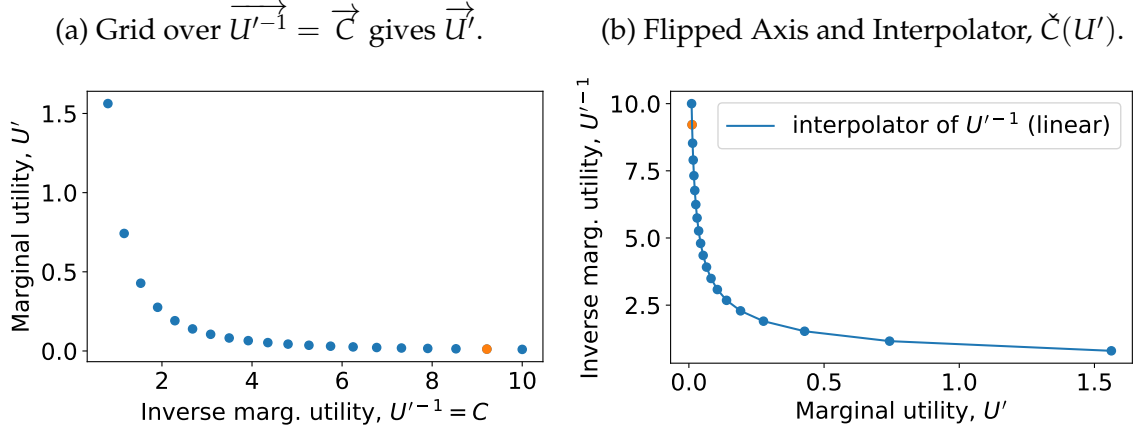 (a) Grid over $\overrightarrow{U'^{-1}} = \overrightarrow{C}$ gives $\overrightarrow{U'}$.
1.5
1.0
0.5
0.0
Marginal utility, $U'$
2
4
6
8
10
Inverse marg. utility, $U'^{-1} = C$
(b) Flipped Axis and Interpolator, $\check{C}(U')$.
10.0
7.5
5.0
2.5
Inverse marg. utility, $U'^{-1}$
interpolator of $U'^{-1}$ (linear)
0.0
0.5
1.0
1.5
Marginal utility, $U'$